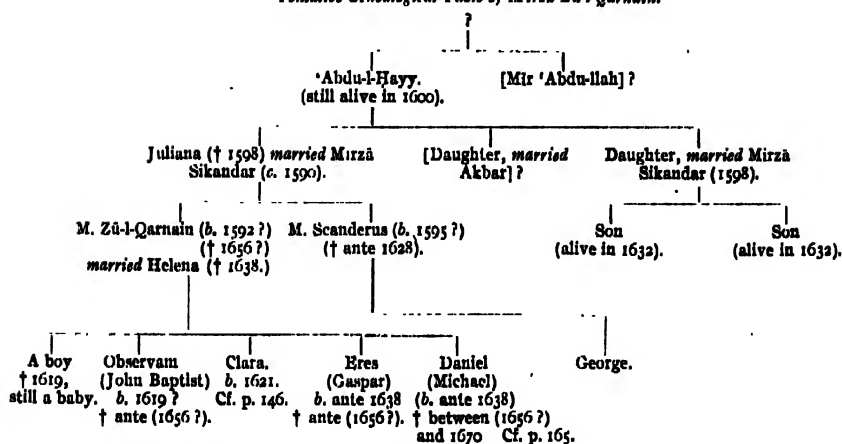 ?
‘Abdu-l-Ḥayy. [Mīr ‘Abdu-llah] ?
(still alive in 1600).
Juliana († 1598) married Mirzā [Daughter, married Daughter, married Mirzā
Sikandar (c. 1590). Akbar] ? Sikandar (1598).
M. Zū-l-Qarnain (b. 1592 ?) M. Scanderus (b. 1595 ?) Son Son
(† 1656 ?) († ante 1628). (alive in 1632). (alive in 1632).
married Helena († 1638.)
A boy Observam Clara. Eres Daniel George.
† 1619, (John Baptist) b. 1621. (Gaspar) (Michael)
still a baby. b. 1619 ? Cf. p. 146. b. ante 1638 (b. ante 1638)
† ante (1656 ?). † ante (1656 ?). † between (1656 ?)
and 1670 Cf. p. 165.